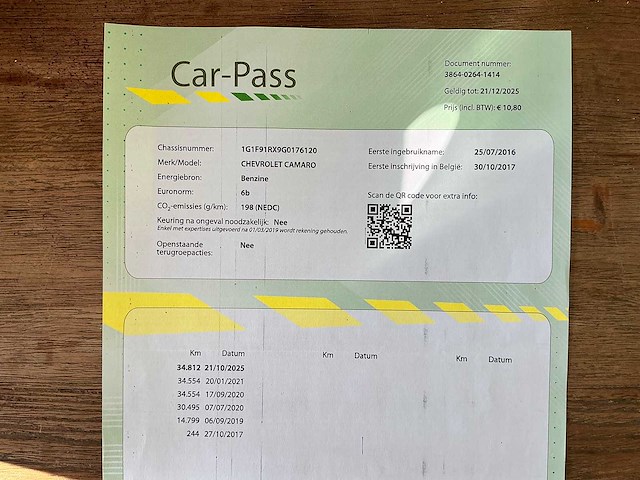 Car-Pass
Document nummer:
3864-0264-1414
Geldig tot: 21/12/2025
Prijs (incl. BTW): € 10,80
Chassisnummer: 1G1F91RX9G0176120
Merk/Model: CHEVROLET CAMARO
Energiebron: Benzine
Euronorm: 6b
CO₂-emissies (g/km): 198 (NEDC)
Keuring na ongeval noodzakelijk: Nee
Enkel met expertises uitgevoerd na 01/03/2019 wordt rekening gehouden.
Openstaande terugroepacties: Nee
Eerste ingebruikname: 25/07/2016
Eerste inschrijving in België: 30/10/2017
Scan de QR code voor extra info:
Km Datum Km Datum Km Datum
34.812 21/10/2025
34.554 20/01/2021
34.554 17/09/2020
30.495 07/07/2020
14.799 06/09/2019
244 27/10/2017